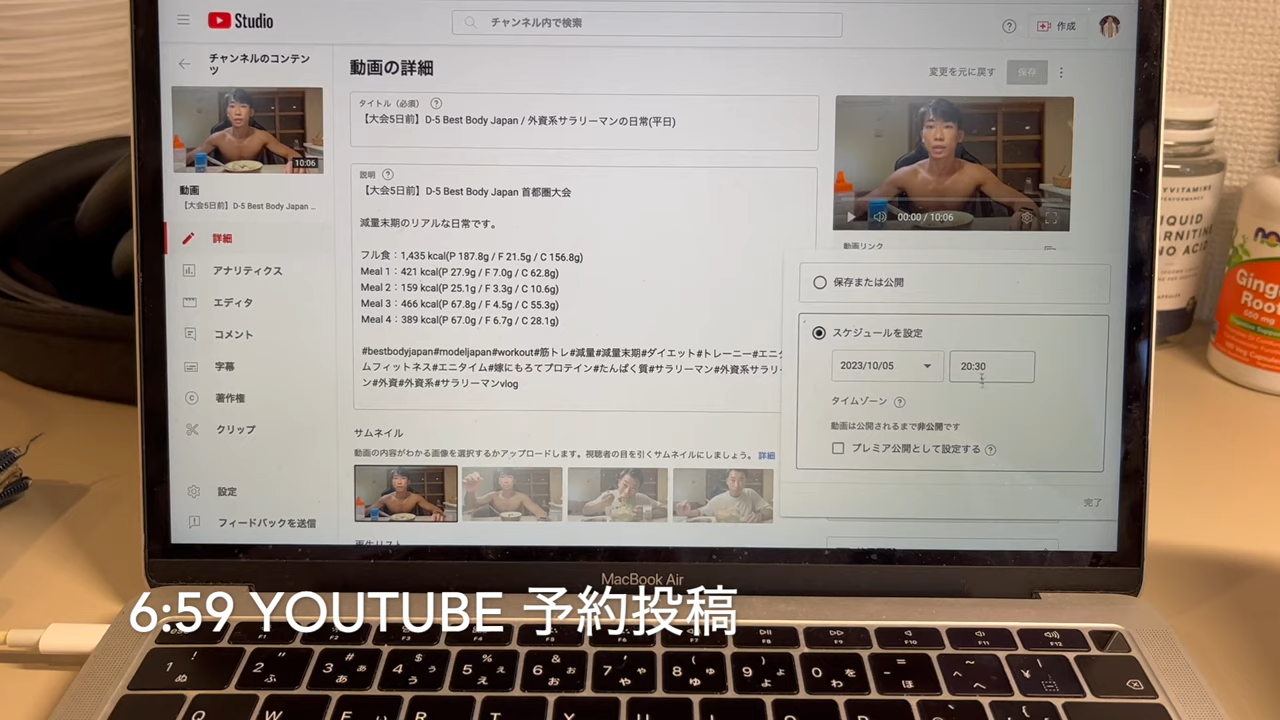 Studio
チャンネル内で検索
作成
チャンネルのコンテンツ
10:06
動画
【大会5日前】D-5 Best Body Japan ...
詳細
アナリティクス
エディタ
コメント
字幕
著作権
クリップ
設定
フィードバックを送信
動画の詳細
変更を元に戻す
保存
タイトル（必須）
【大会5日前】D-5 Best Body Japan / 外資系サラリーマンの日常(平日)
説明
【大会5日前】D-5 Best Body Japan 首都圏大会
減量末期のリアルな日常です。
フル食：1,435 kcal(P 187.8g / F 21.5g / C 156.8g)
Meal 1：421 kcal(P 27.9g / F 7.0g / C 62.8g)
Meal 2：159 kcal(P 25.1g / F 3.3g / C 10.6g)
Meal 3：466 kcal(P 67.8g / F 4.5g / C 55.3g)
Meal 4：389 kcal(P 67.0g / F 6.7g / C 28.1g)
#bestbodyjapan#modeljapan#workout#筋トレ#減量#減量末期#ダイエット#トレーニー#エニタイ
ムフィットネス#エニタイム#嫁にもろてプロテイン#たんぱく質#サラリーマン#外資系サラリーマ
ン#外資#外資系#サラリーマンvlog
サムネイル
動画の内容がわかる画像を選択するかアップロードします。視聴者の目を引くサムネイルにしましょう。 詳細
再生リスト
00:00 / 10:06
動画リンク
保存または公開
スケジュールを設定
2023/10/05
20:30
タイムゾーン
動画は公開されるまで非公開です
プレミア公開として設定する
完了
MacBook Air
6:59 YOUTUBE 予約投稿
Ginger
Root
550 mg